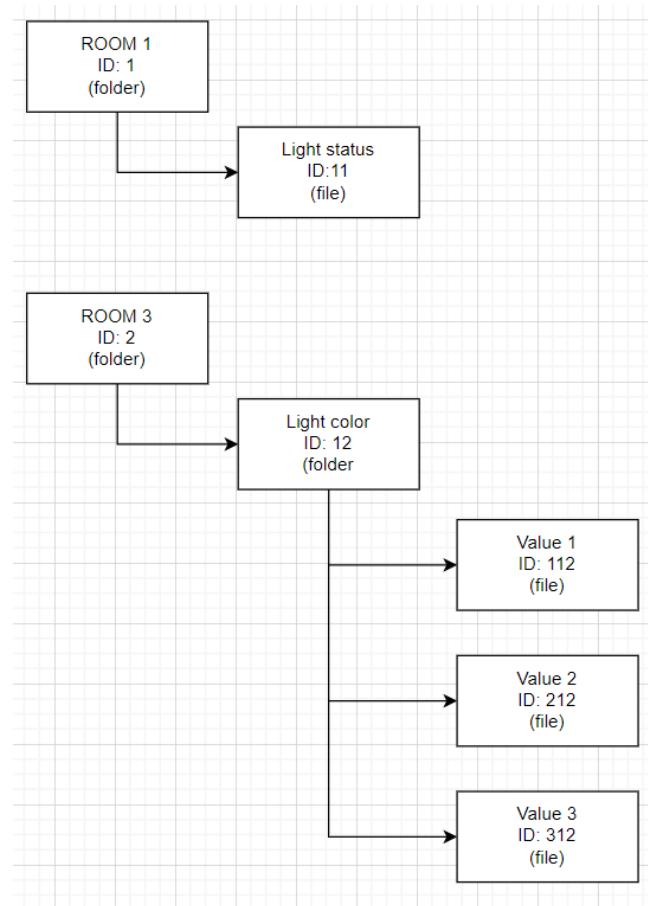 ROOM 1
ID: 1
(folder)
Light status
ID:11
(file)
ROOM 3
ID: 2
(folder)
Light color
ID: 12
(folder
Value 1
ID: 112
(file)
Value 2
ID: 212
(file)
Value 3
ID: 312
(file)